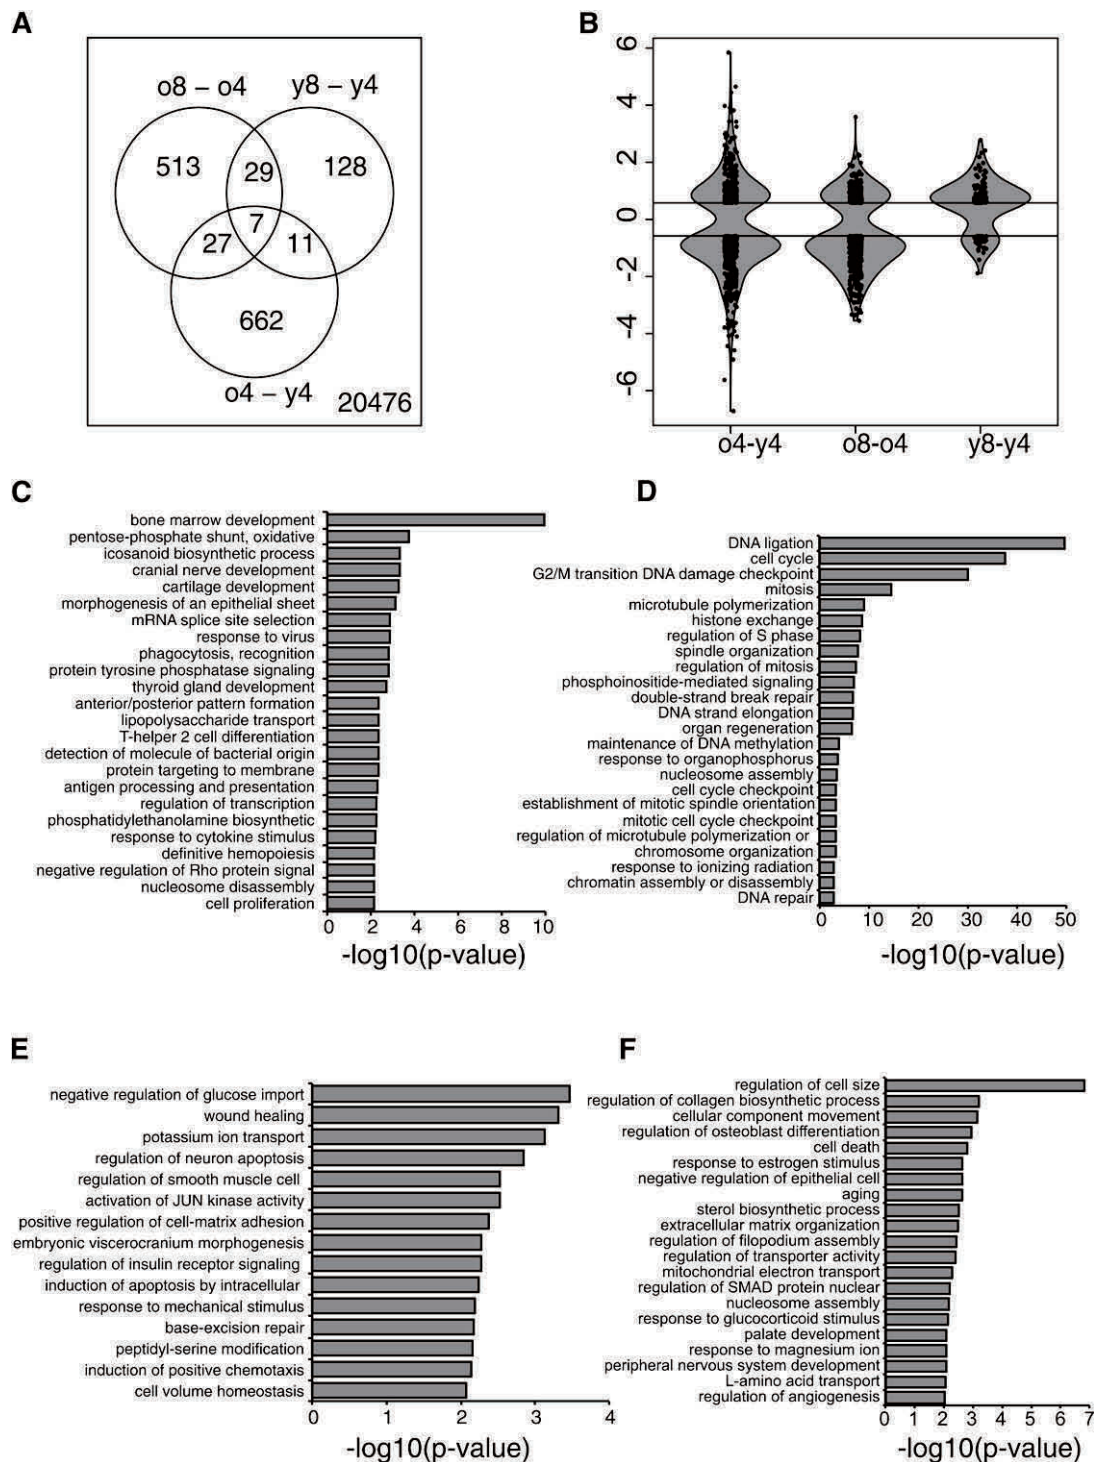 A
o8 – o4
y8 – y4
513
29
128
7
27
11
662
o4 – y4
20476
B
6
4
2
0
-2
-4
-6
o4-y4
o8-o4
y8-y4
C
bone marrow development
pentose-phosphate shunt, oxidative
icosanoid biosynthetic process
cranial nerve development
cartilage development
morphogenesis of an epithelial sheet
mRNA splice site selection
response to virus
phagocytosis, recognition
protein tyrosine phosphatase signaling
thyroid gland development
anterior/posterior pattern formation
lipopolysaccharide transport
T-helper 2 cell differentiation
detection of molecule of bacterial origin
protein targeting to membrane
antigen processing and presentation
regulation of transcription
phosphatidylethanolamine biosynthetic
response to cytokine stimulus
definitive hemopoiesis
negative regulation of Rho protein signal
nucleosome disassembly
cell proliferation
0 2 4 6 8 10
-log10(p-value)
D
DNA ligation
cell cycle
G2/M transition DNA damage checkpoint
mitosis
microtubule polymerization
histone exchange
regulation of S phase
spindle organization
regulation of mitosis
phosphoinositide-mediated signaling
double-strand break repair
DNA strand elongation
organ regeneration
maintenance of DNA methylation
response to organophosphorus
nucleosome assembly
cell cycle checkpoint
establishment of mitotic spindle orientation
mitotic cell cycle checkpoint
regulation of microtubule polymerization or
chromosome organization
response to ionizing radiation
chromatin assembly or disassembly
DNA repair
0 10 20 30 40 50
-log10(p-value)
E
negative regulation of glucose import
wound healing
potassium ion transport
regulation of neuron apoptosis
regulation of smooth muscle cell
activation of JUN kinase activity
positive regulation of cell-matrix adhesion
embryonic viscerocranium morphogenesis
regulation of insulin receptor signaling
induction of apoptosis by intracellular
response to mechanical stimulus
base-excision repair
peptidyl-serine modification
induction of positive chemotaxis
cell volume homeostasis
0 1 2 3 4
-log10(p-value)
F
regulation of cell size
regulation of collagen biosynthetic process
cellular component movement
regulation of osteoblast differentiation
cell death
response to estrogen stimulus
negative regulation of epithelial cell
aging
sterol biosynthetic process
extracellular matrix organization
regulation of filopodium assembly
regulation of transporter activity
mitochondrial electron transport
regulation of SMAD protein nuclear
nucleosome assembly
response to glucocorticoid stimulus
palate development
response to magnesium ion
peripheral nervous system development
L-amino acid transport
regulation of angiogenesis
0 1 2 3 4 5 6 7
-log10(p-value)